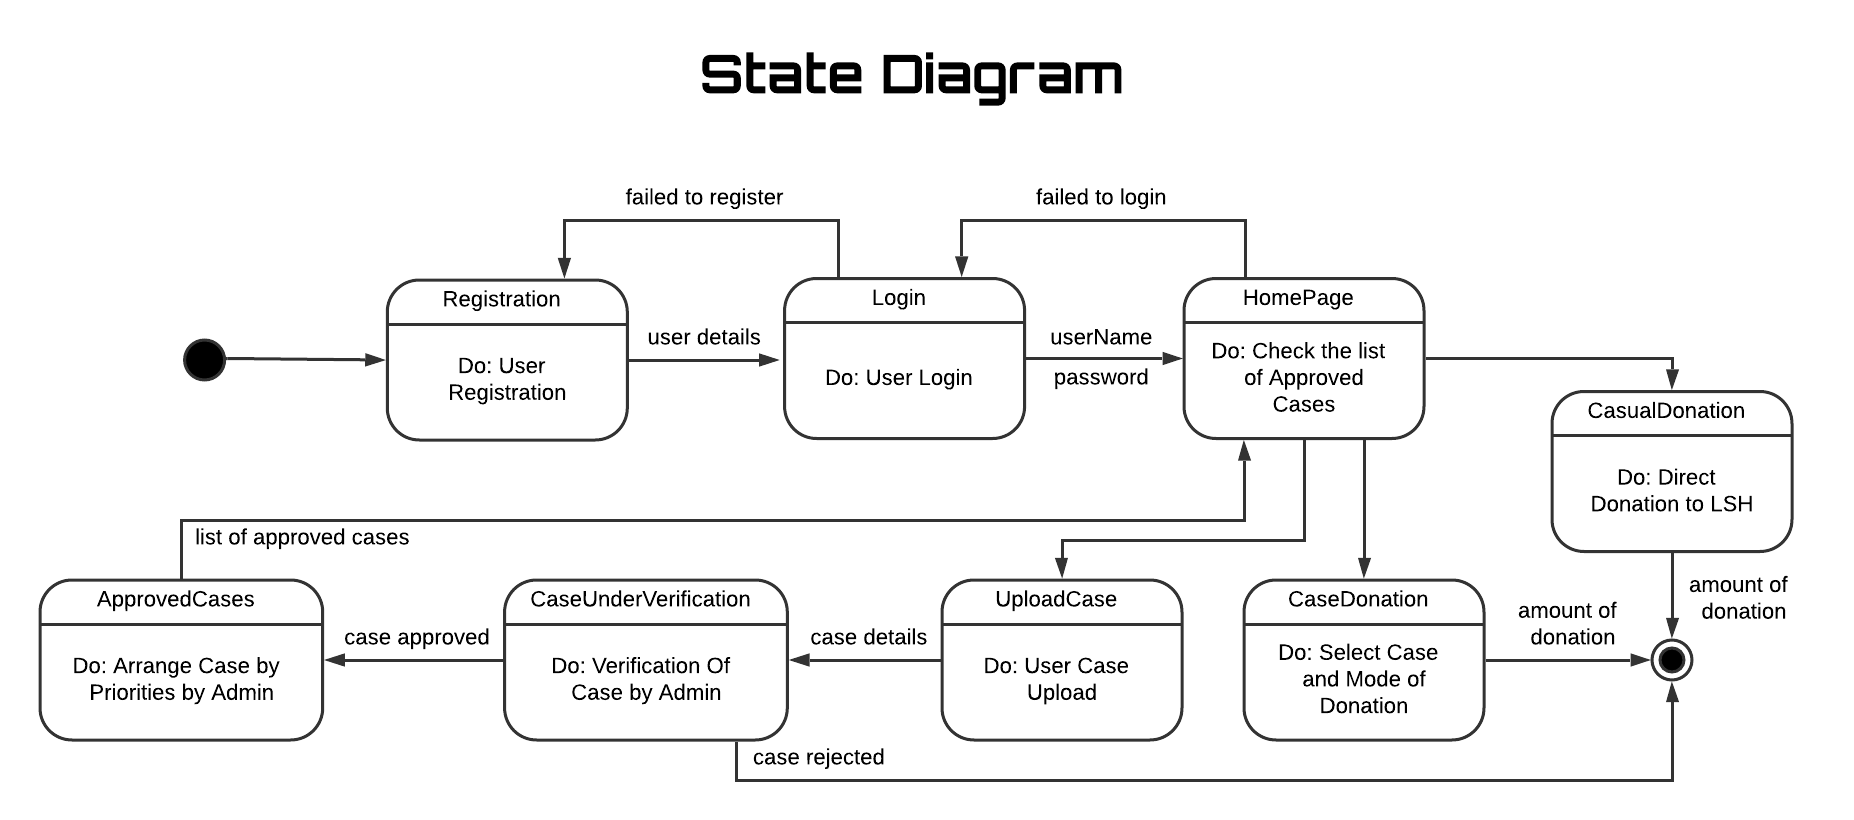 State Diagram
failed to register
failed to login
Registration
Do: User
Registration
user details
Login
Do: User Login
userName
password
HomePage
Do: Check the list
of Approved
Cases
CasualDonation
Do: Direct
Donation to LSH
amount of
donation
list of approved cases
ApprovedCases
Do: Arrange Case by
Priorities by Admin
case approved
CaseUnderVerification
Do: Verification Of
Case by Admin
case details
UploadCase
Do: User Case
Upload
CaseDonation
Do: Select Case
and Mode of
Donation
amount of
donation
case rejected